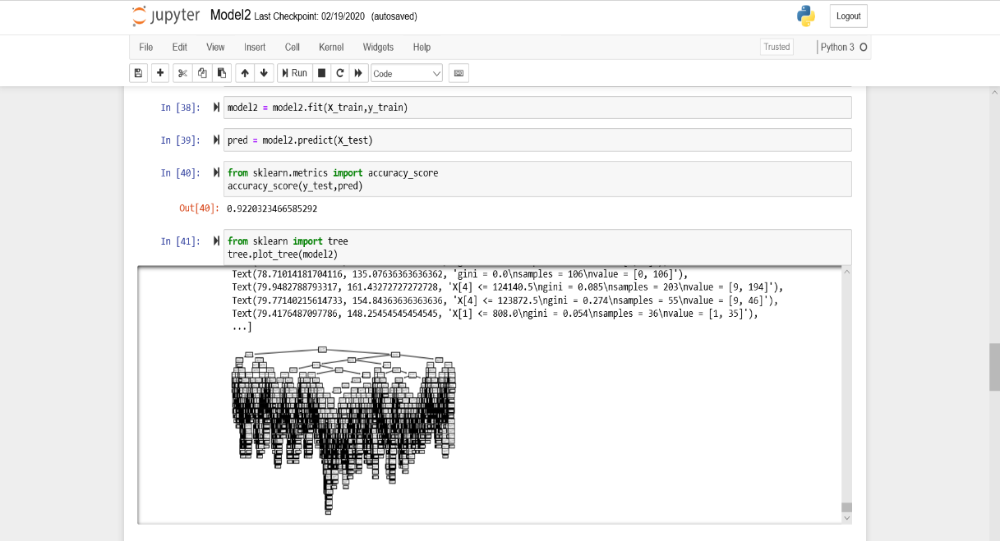 jupyter Model2 Last Checkpoint: 02/19/2020 (autosaved)
Logout
File Edit View Insert Cell Kernel Widgets Help
Trusted
Python 3
Run
Code
In [38]: model2 = model2.fit(X_train,y_train)
In [39]: pred = model2.predict(X_test)
In [40]: from sklearn.metrics import accuracy_score
accuracy_score(y_test,pred)
Out[40]: 0.9220323466585292
In [41]: from sklearn import tree
tree.plot_tree(model2)
Text(78.71014181704116, 135.07636363636362, 'gini = 0.0\nsamples = 106\nvalue = [0, 106]'),
Text(79.9482788793317, 161.43272727272728, 'X[4] <= 124140.5\ngini = 0.085\nsamples = 203\nvalue = [9, 194]'),
Text(79.77140215614733, 154.84363636363636, 'X[4] <= 123872.5\ngini = 0.274\nsamples = 55\nvalue = [9, 46]'),
Text(79.4176487097786, 148.25454545454545, 'X[1] <= 808.0\ngini = 0.054\nsamples = 36\nvalue = [1, 35]'),
...]